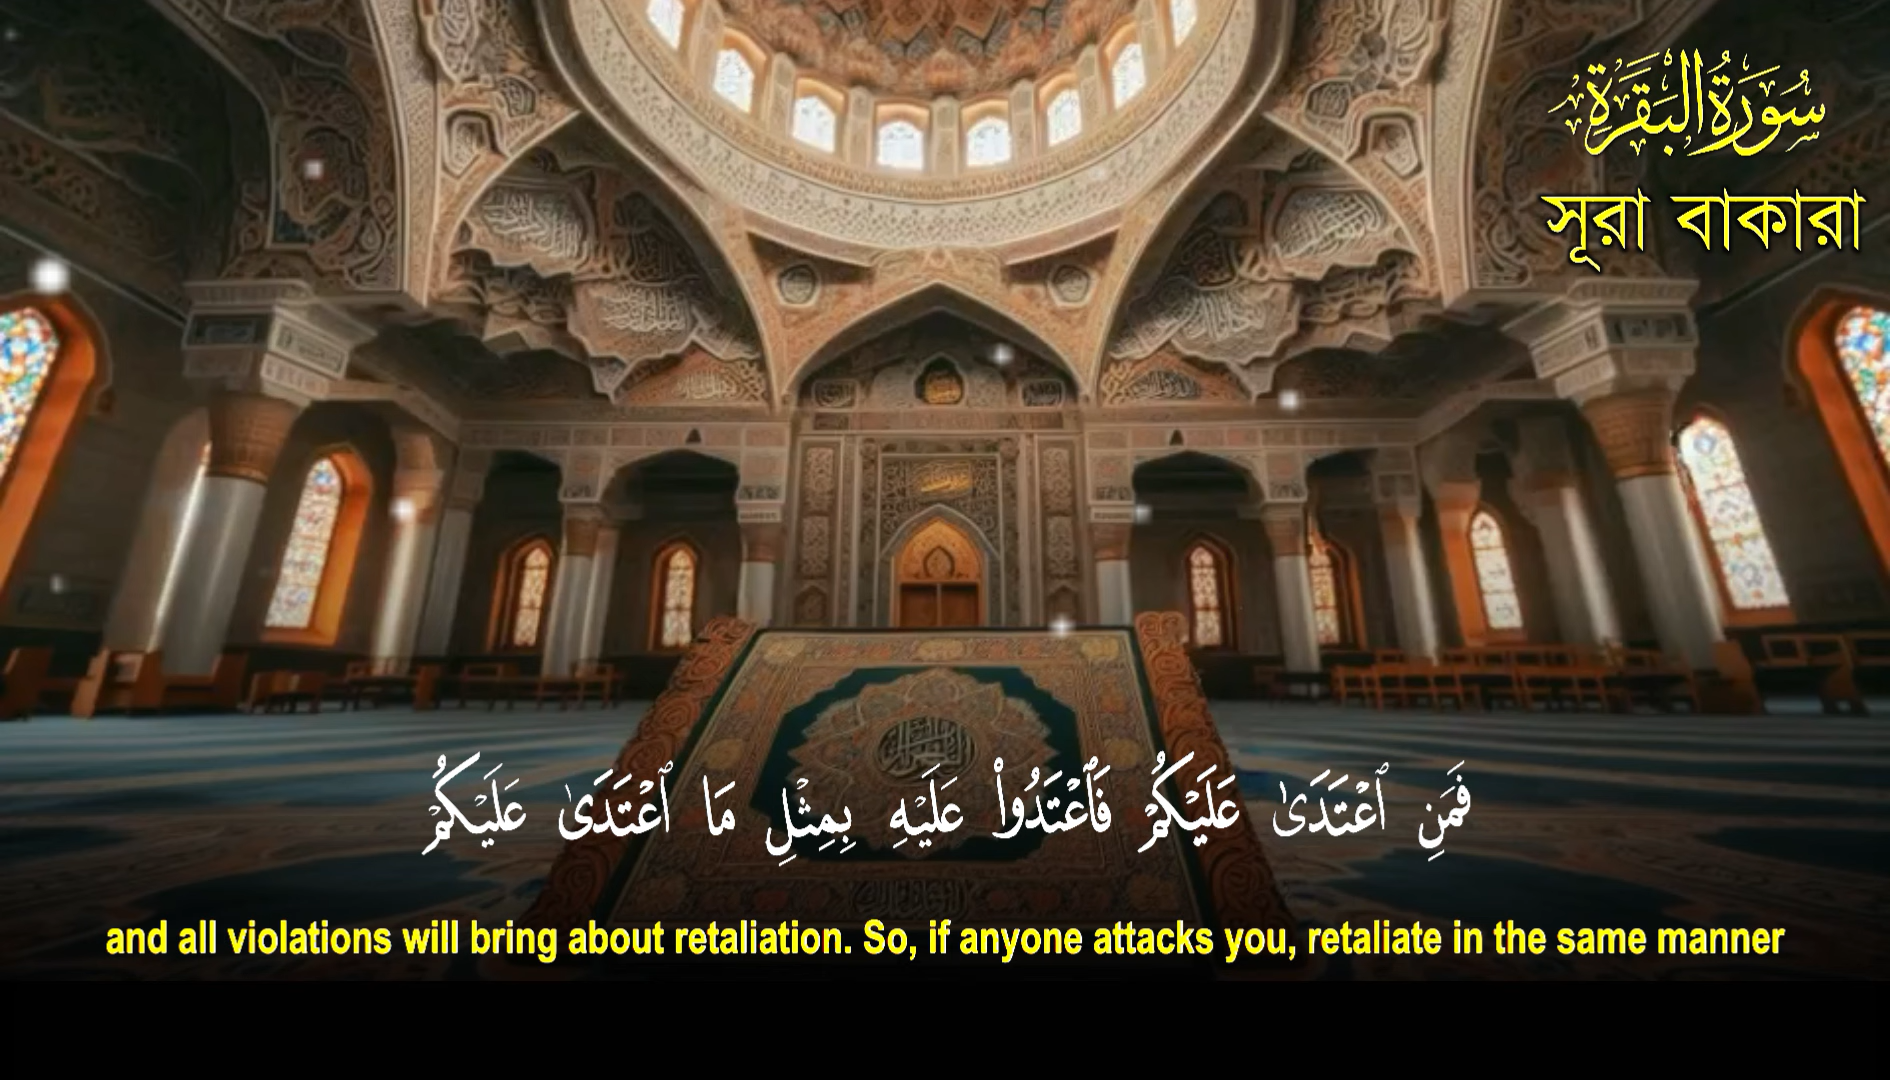 سُورَةُ البَقَرَةِ
সূরা বাকারা
فَمَنِ ٱعْتَدَىٰ عَلَيْكُمْ فَٱعْتَدُوا۟ عَلَيْهِ بِمِثْلِ مَا ٱعْتَدَىٰ عَلَيْكُمْ
and all violations will bring about retaliation. So, if anyone attacks you, retaliate in the same manner